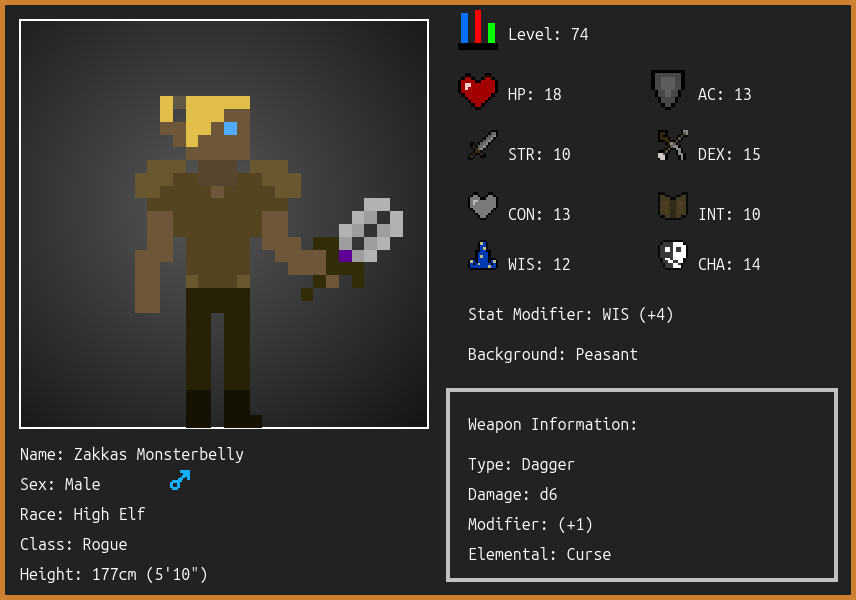 Level: 74
HP: 18
AC: 13
STR: 10
DEX: 15
CON: 13
INT: 10
WIS: 12
CHA: 14
Stat Modifier: WIS (+4)
Background: Peasant
Weapon Information:
Type: Dagger
Damage: d6
Modifier: (+1)
Elemental: Curse
Name: Zakkas Monsterbelly
Sex: Male
Race: High Elf
Class: Rogue
Height: 177cm (5'10")